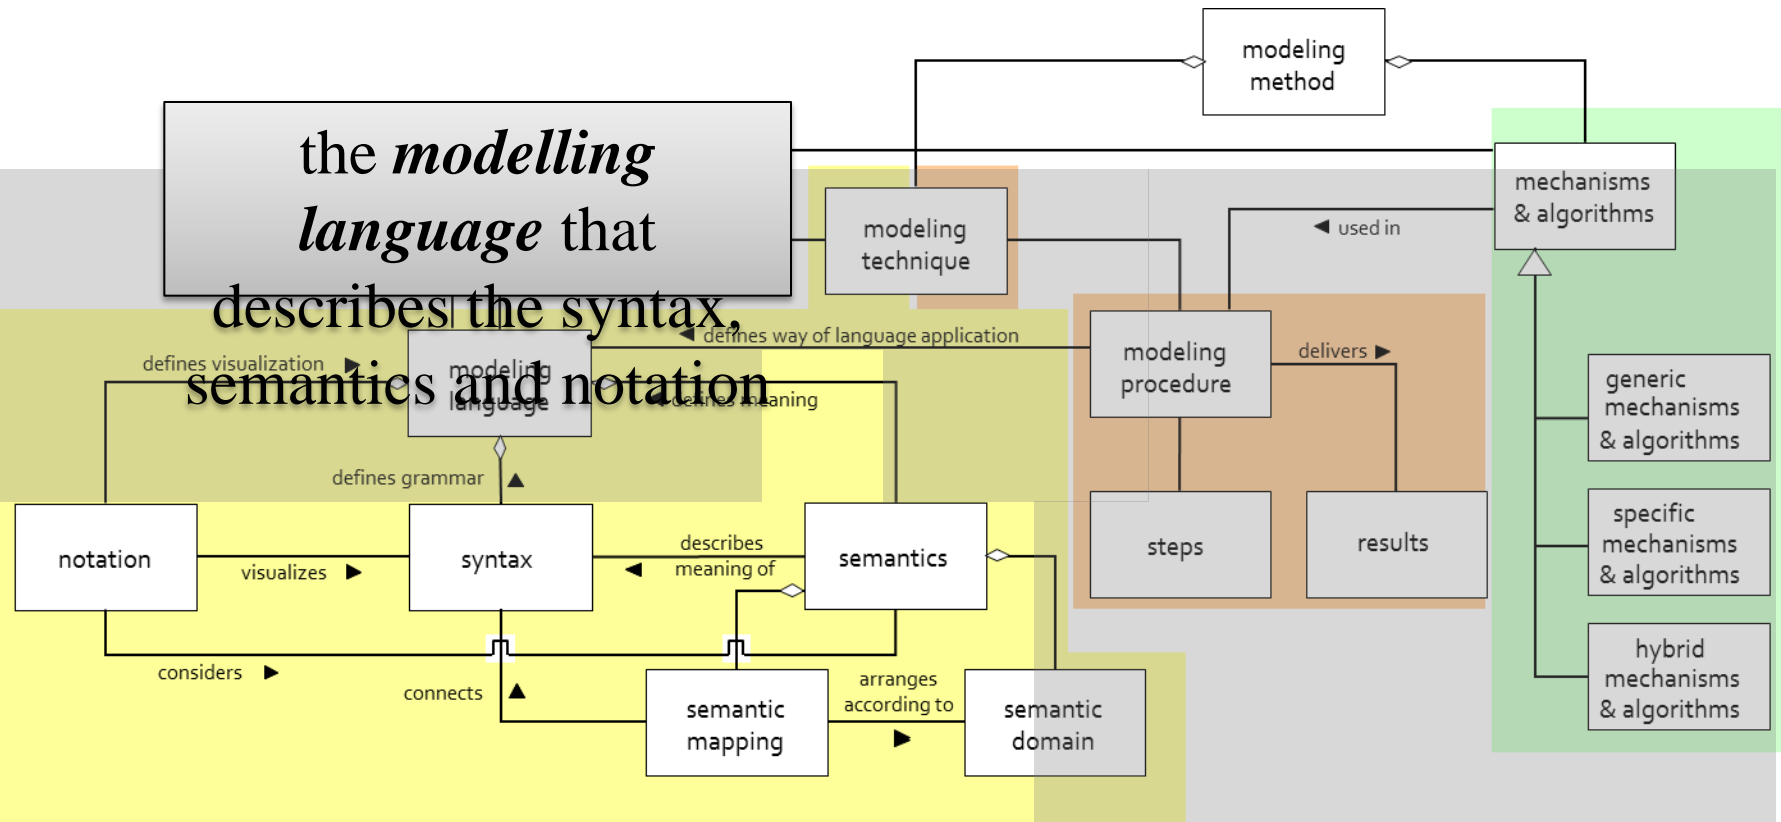 modeling
method
the modelling
language that
describes the syntax,
semantics and notation
mechanisms
& algorithms
modeling
technique
◄ used in
◄ defines way of language application
defines visualization ►
modeling
language
◄ defines meaning
modeling
procedure
delivers ►
generic
mechanisms
& algorithms
defines grammar ▲
notation
syntax
semantics
visualizes ►
describes
◄ meaning of
steps
results
specific
mechanisms
& algorithms
considers ►
connects ▲
semantic
mapping
arranges
according to
►
semantic
domain
hybrid
mechanisms
& algorithms